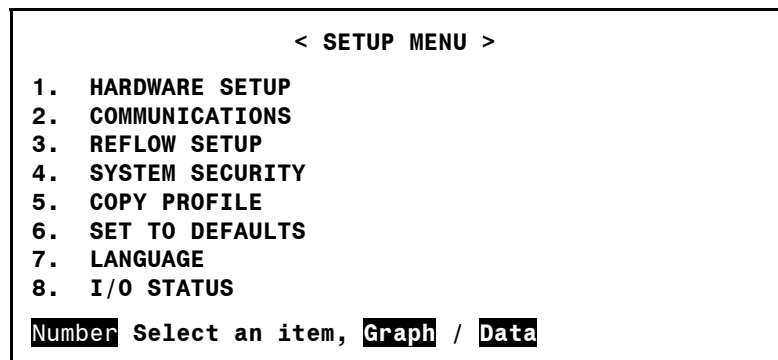 < SETUP MENU >
1. HARDWARE SETUP
2. COMMUNICATIONS
3. REFLOW SETUP
4. SYSTEM SECURITY
5. COPY PROFILE
6. SET TO DEFAULTS
7. LANGUAGE
8. I/O STATUS
Number Select an item, Graph / Data